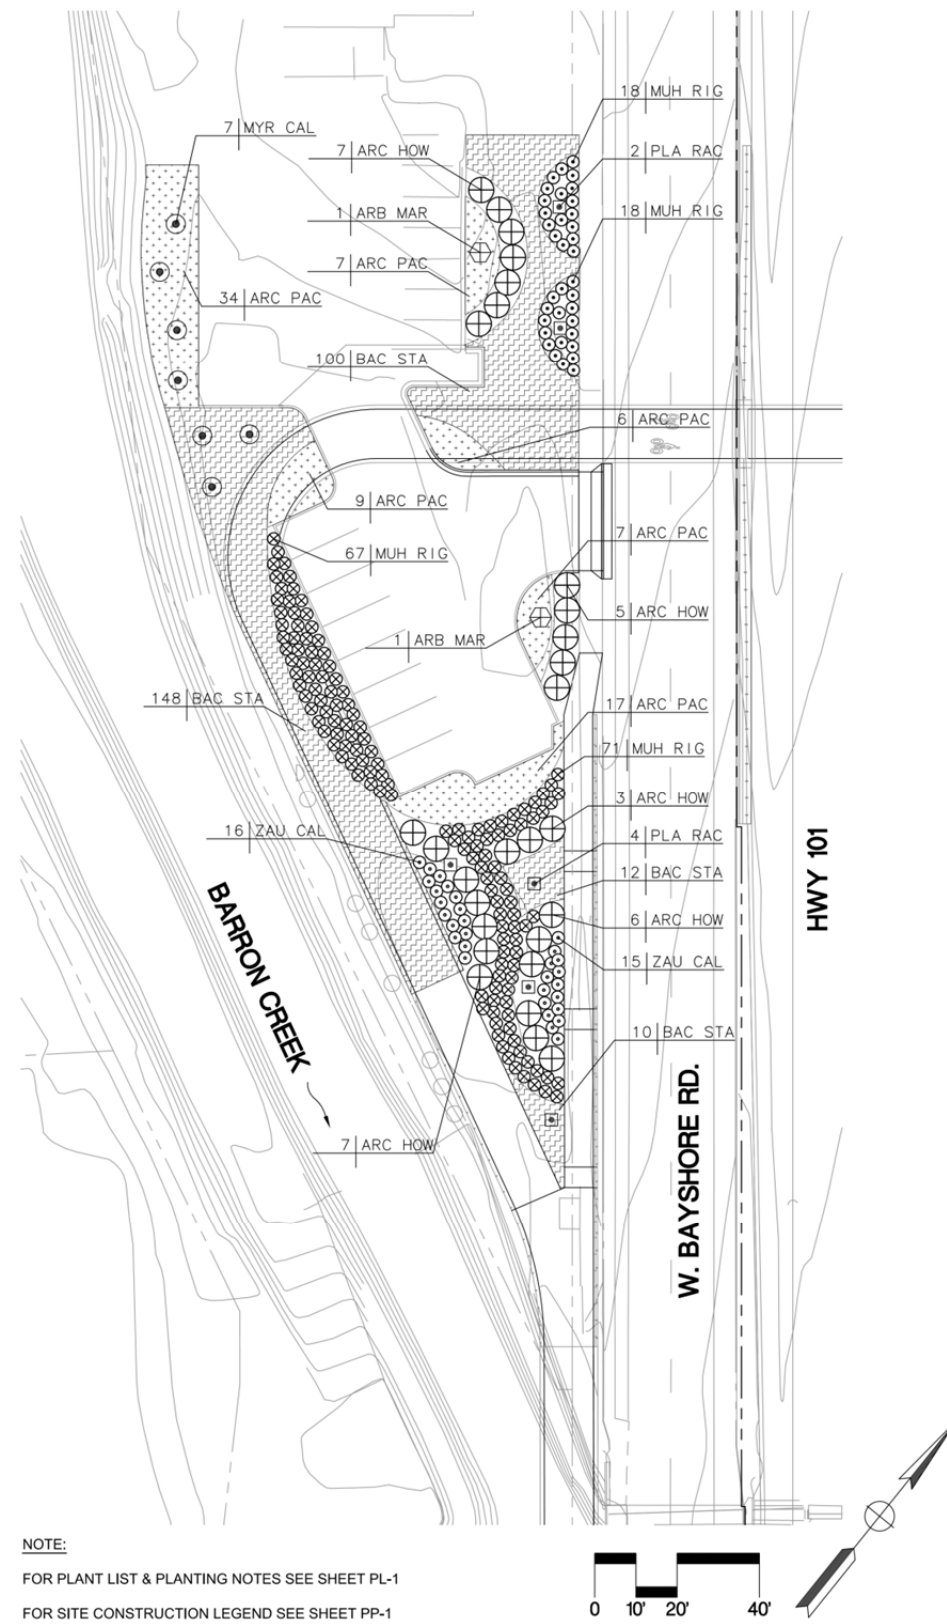 18 MUH RIG
7 MYR CAL
7 ARC HOW
2 PLA RAC
1 ARB MAR
18 MUH RIG
7 ARC PAC
34 ARC PAC
100 BAC STA
6 ARC PAC
9 ARC PAC
7 ARC PAC
67 MUH RIG
5 ARC HOW
1 ARB MAR
148 BAC STA
17 ARC PAC
71 MUH RIG
3 ARC HOW
16 ZAU CAL
4 PLA RAC
12 BAC STA
6 ARC HOW
15 ZAU CAL
10 BAC STA
7 ARC HOW
BARRON CREEK
W. BAYSHORE RD.
HWY 101
NOTE:
FOR PLANT LIST & PLANTING NOTES SEE SHEET PL-1
FOR SITE CONSTRUCTION LEGEND SEE SHEET PP-1
0 10' 20' 40'